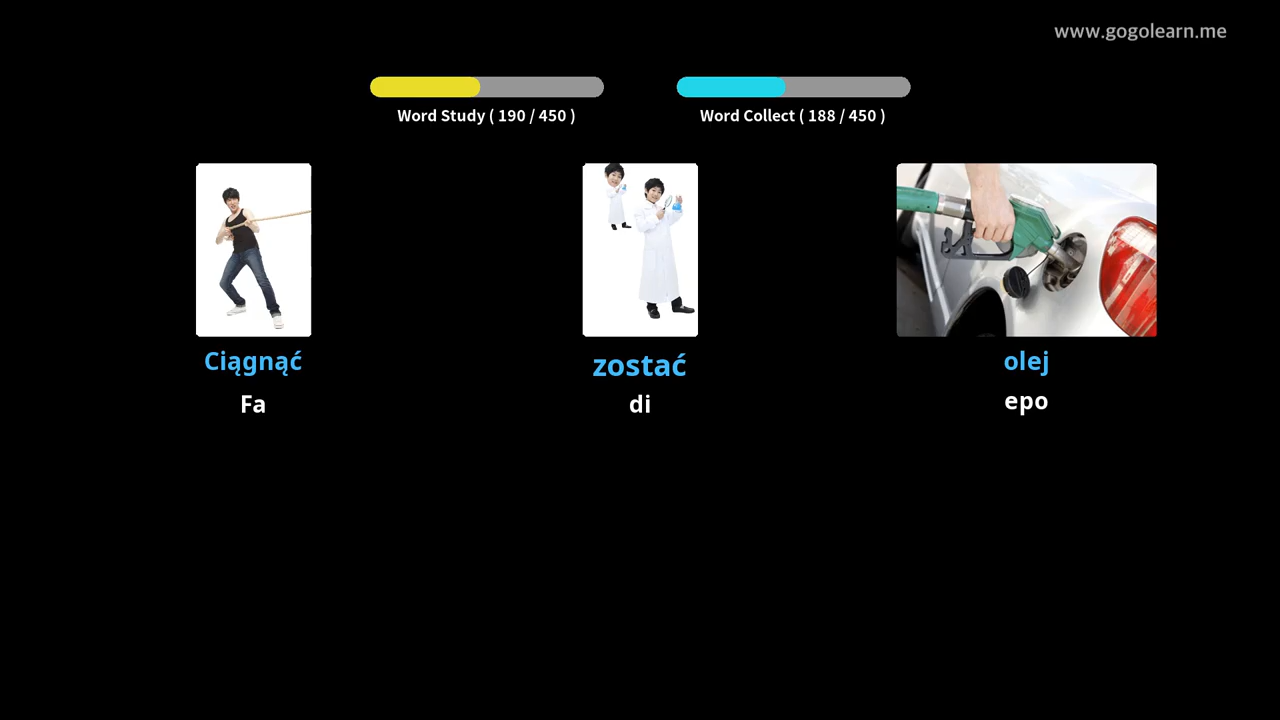 www.gogolearn.me
Word Study ( 190 / 450 )
Word Collect ( 188 / 450 )
Ciągnąć
zostać
olej
Fa
di
epo